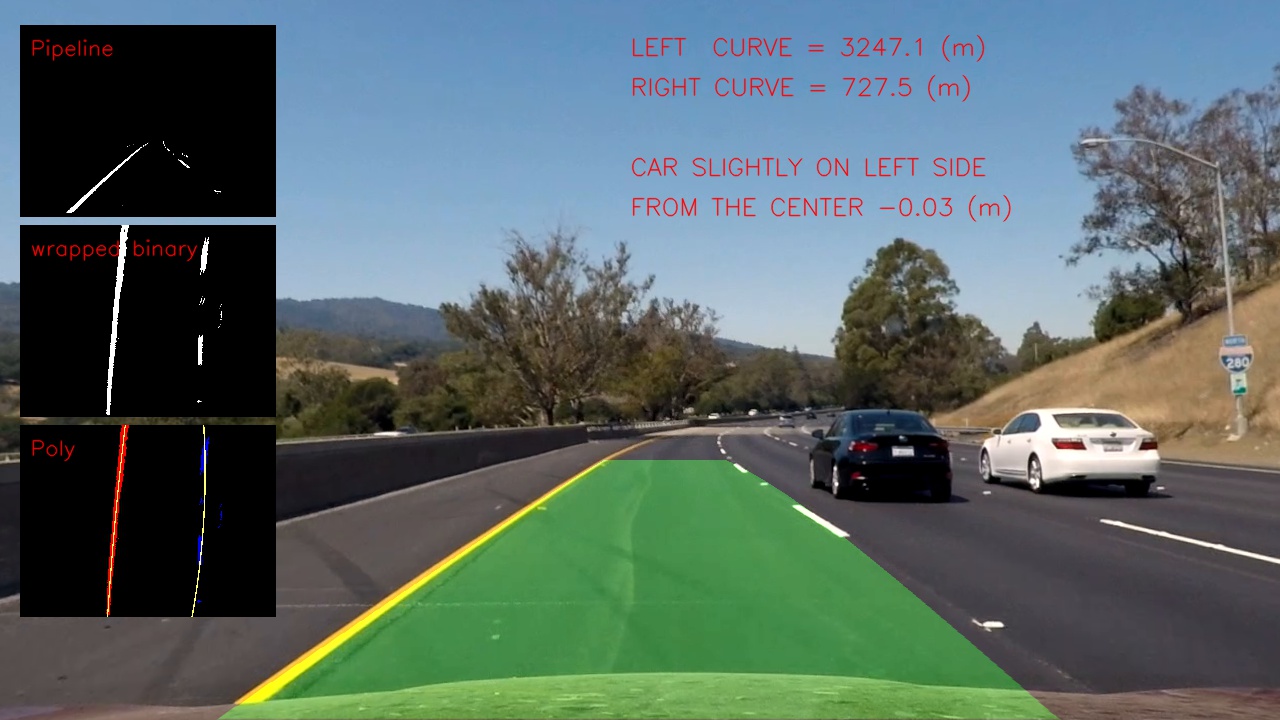 Pipeline
wrapped binary
Poly
LEFT CURVE = 3247.1 (m)
RIGHT CURVE = 727.5 (m)
CAR SLIGHTLY ON LEFT SIDE
FROM THE CENTER -0.03 (m)
NORTH
280